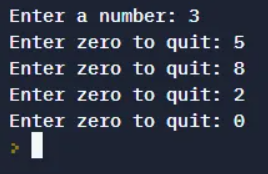 Enter a number: 3
Enter zero to quit: 5
Enter zero to quit: 8
Enter zero to quit: 2
Enter zero to quit: 0
>